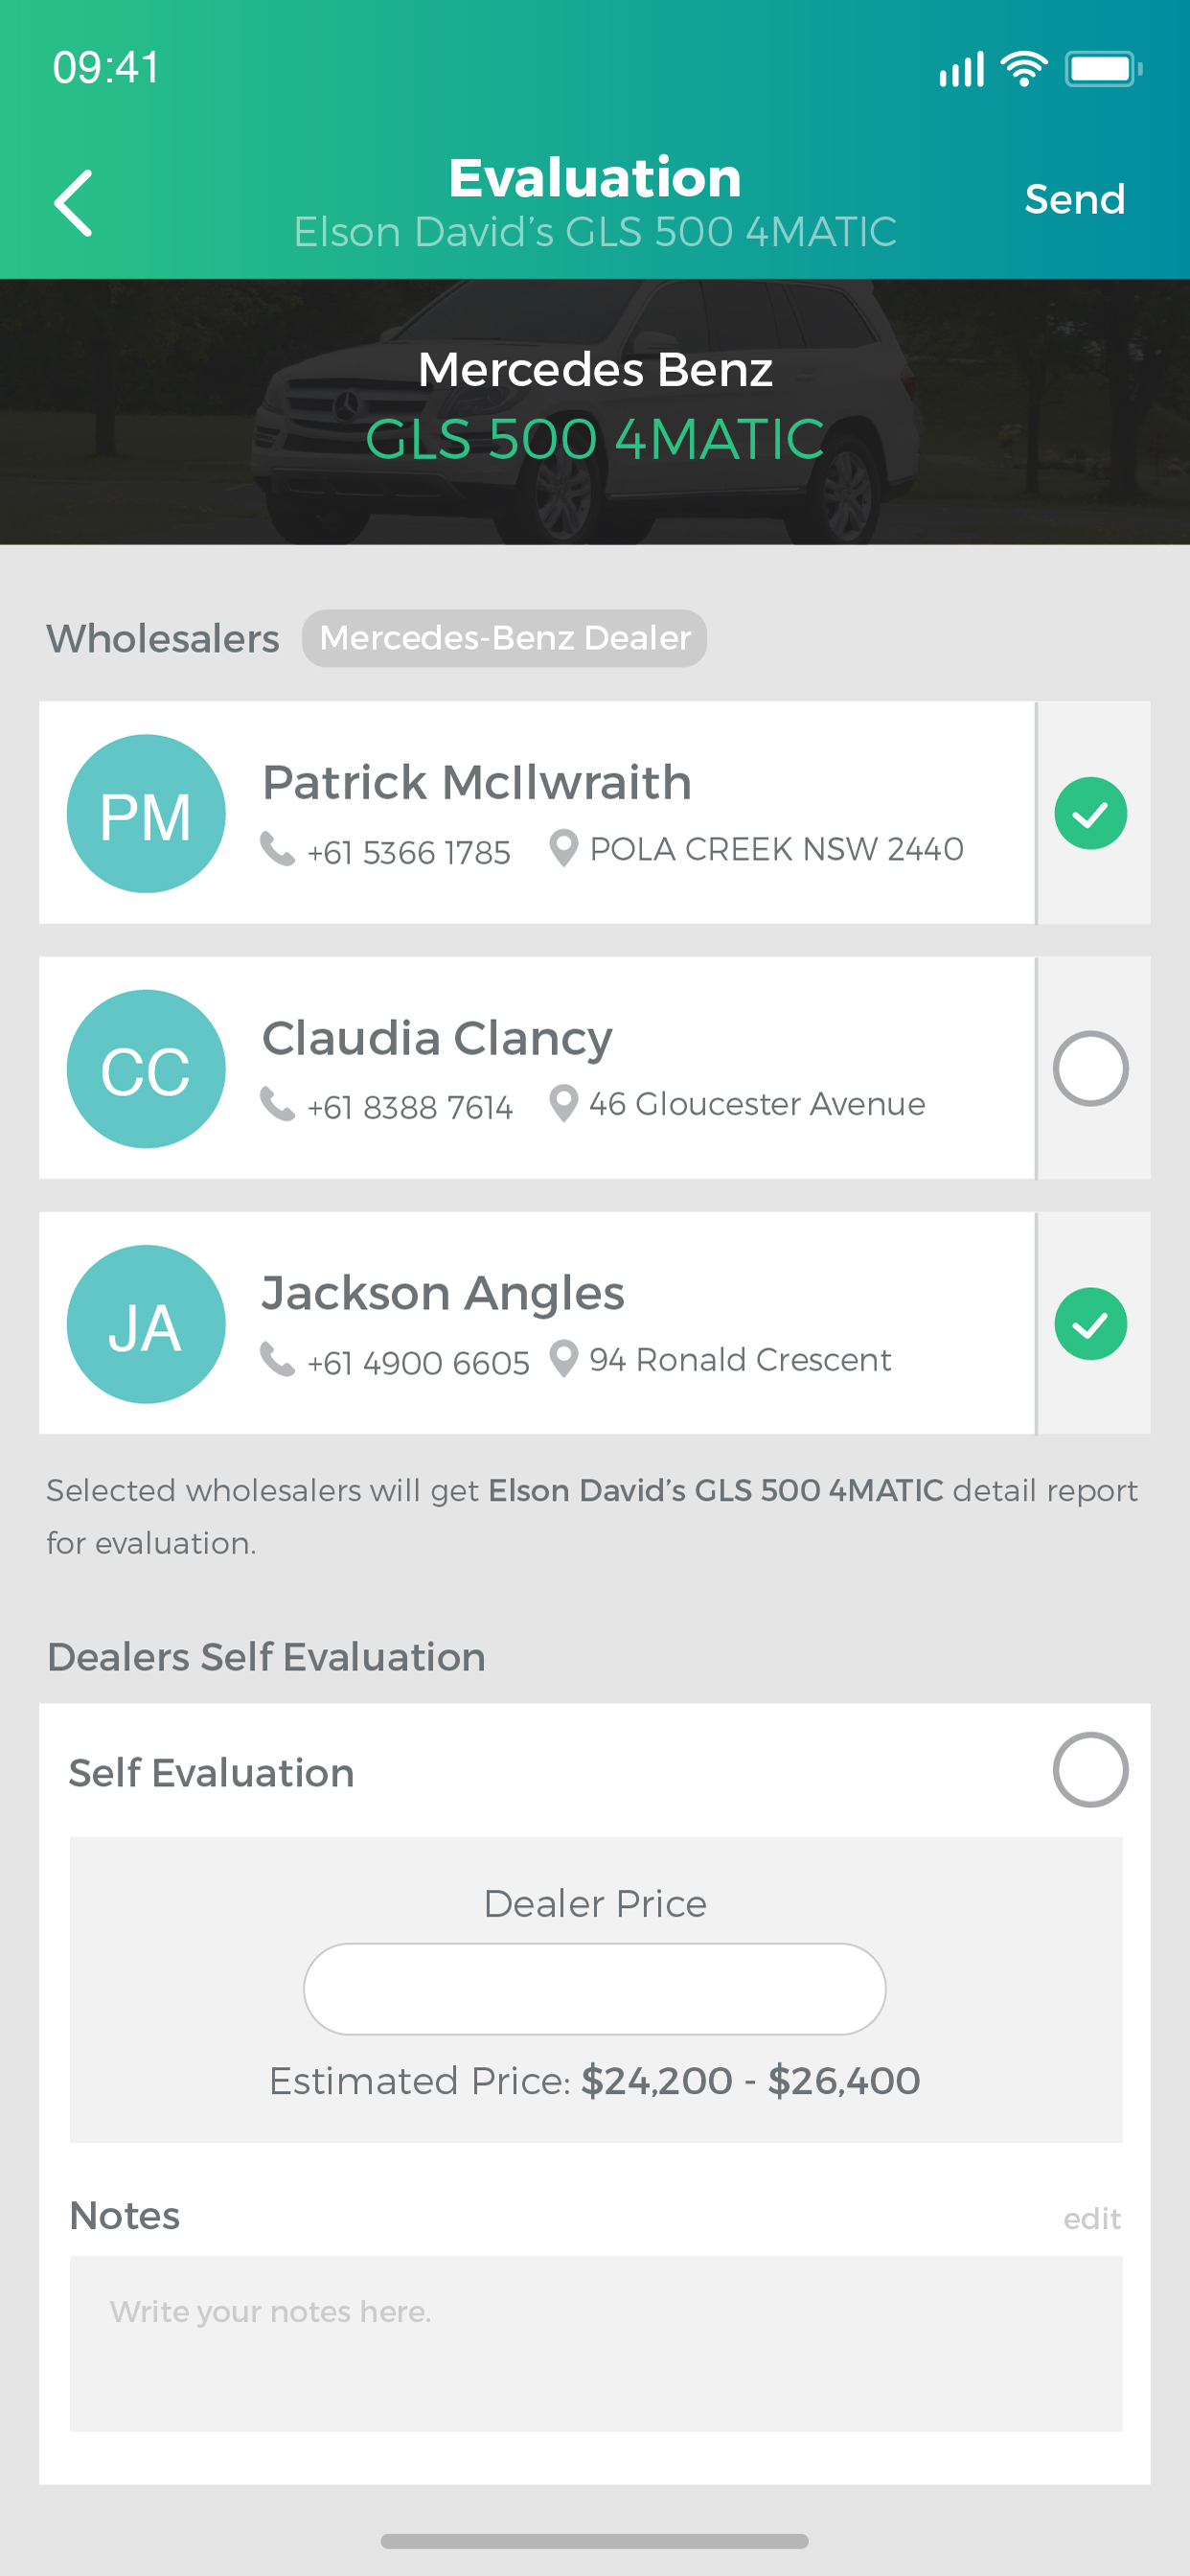 09:41
Evaluation
Elson David’s GLS 500 4MATIC
Send
Mercedes Benz
GLS 500 4MATIC
Wholesalers Mercedes-Benz Dealer
PM
Patrick McIlwraith
+61 5366 1785 POLA CREEK NSW 2440
CC
Claudia Clancy
+61 8388 7614 46 Gloucester Avenue
JA
Jackson Angles
+61 4900 6605 94 Ronald Crescent
Selected wholesalers will get Elson David’s GLS 500 4MATIC detail report
for evaluation.
Dealers Self Evaluation
Self Evaluation
Dealer Price
Estimated Price: $24,200 - $26,400
Notes edit
Write your notes here.